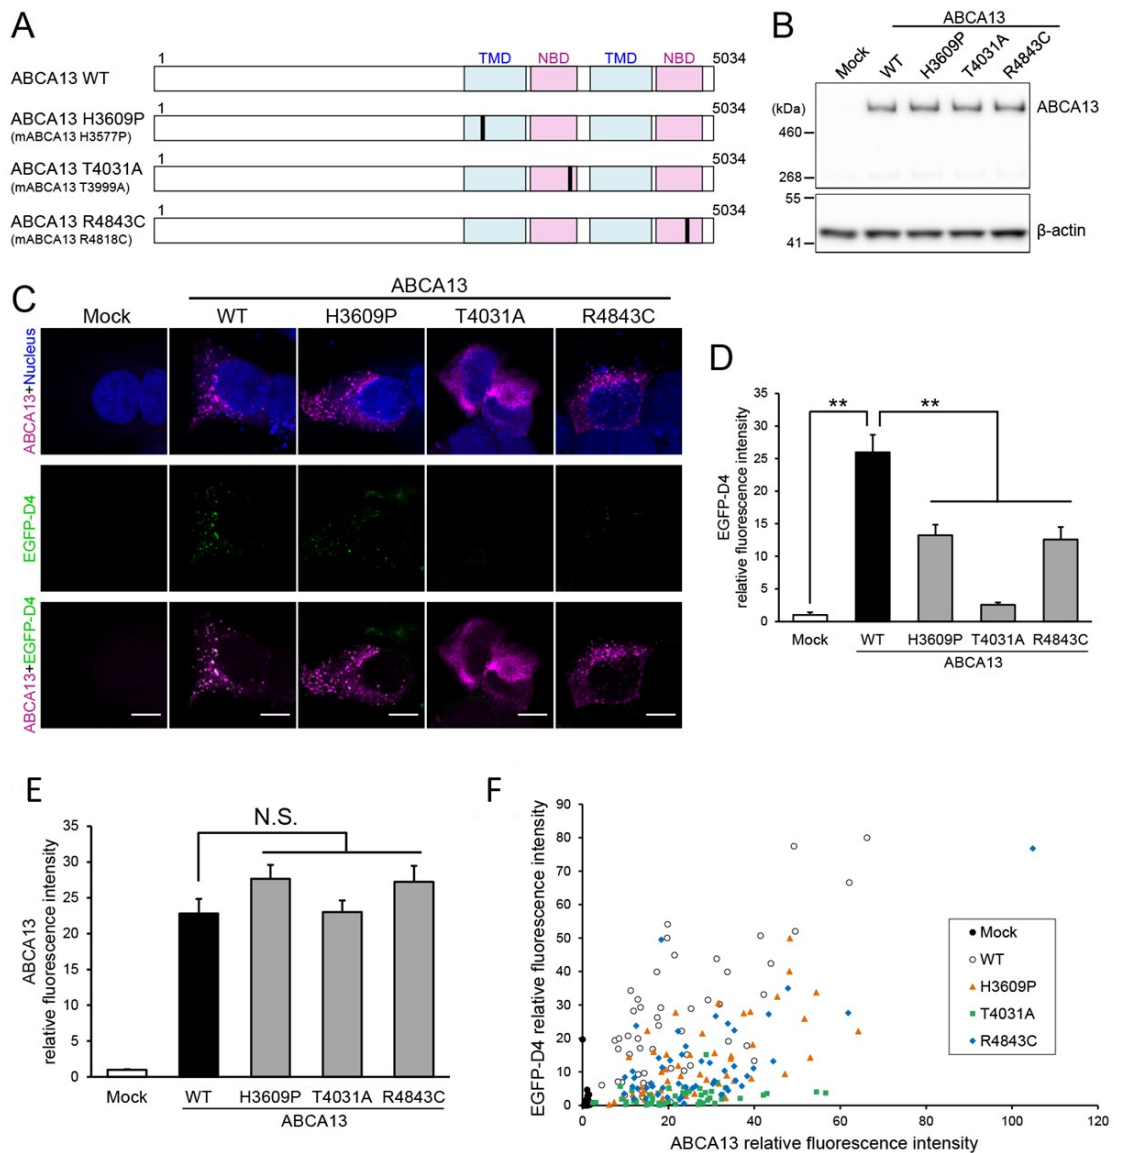 A
1 TMD NBD TMD NBD 5034
ABCA13 WT
1 5034
ABCA13 H3609P
(mABCA13 H3577P)
1 5034
ABCA13 T4031A
(mABCA13 T3999A)
1 5034
ABCA13 R4843C
(mABCA13 R4818C)
B
ABCA13
Mock WT H3609P T4031A R4843C
(kDa)
ABCA13
460
268
55
β-actin
41
C
ABCA13
Mock WT H3609P T4031A R4843C
ABCA13+Nucleus
EGFP-D4
ABCA13+EGFP-D4
D
EGFP-D4
relative fluorescence intensity
35
30
25
20
15
10
5
0
** **
Mock WT H3609P T4031A R4843C
ABCA13
E
ABCA13
relative fluorescence intensity
35
30
25
20
15
10
5
0
N.S.
Mock WT H3609P T4031A R4843C
ABCA13
F
EGFP-D4 relative fluorescence intensity
90
80
70
60
50
40
30
20
10
0
Mock
WT
H3609P
T4031A
R4843C
0 20 40 60 80 100 120
ABCA13 relative fluorescence intensity